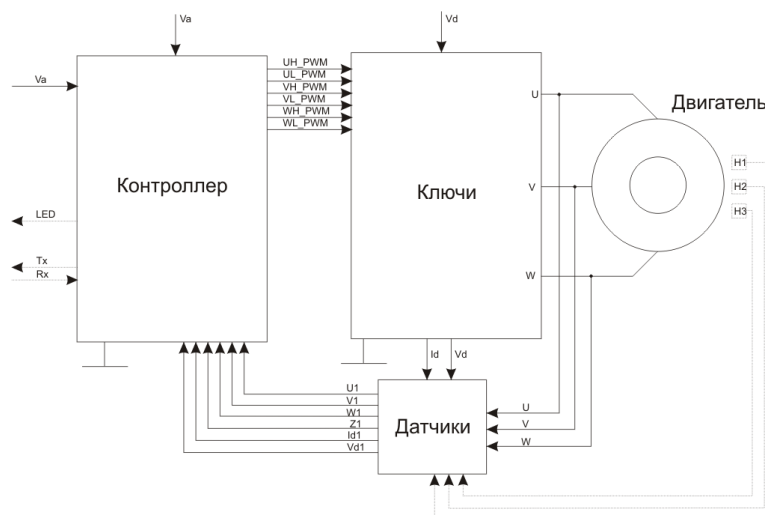 Va
Vd
Va
UH_PWM
UL_PWM
VH_PWM
VL_PWM
WH_PWM
WL_PWM
U
V
W
Двигатель
H1
H2
H3
Контроллер
Ключи
LED
Tx
Rx
Id
Vd
U1
V1
W1
Z1
Id1
Vd1
Датчики
U
V
W